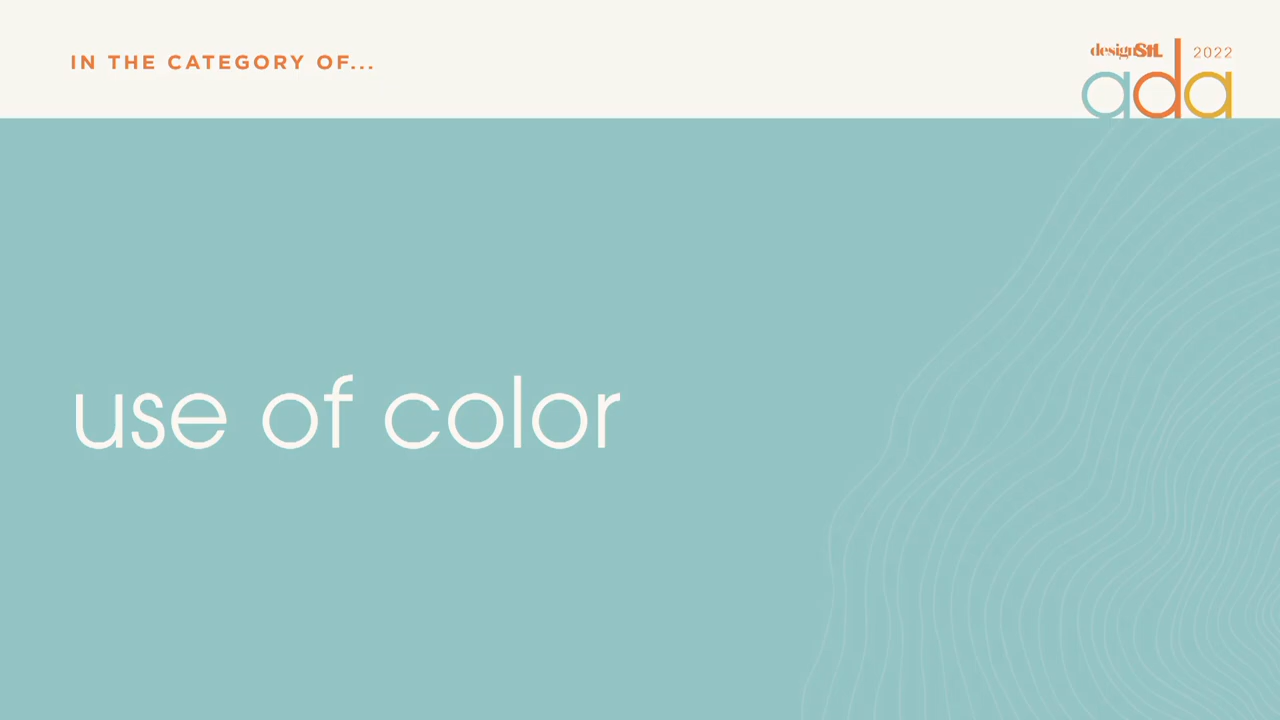 IN THE CATEGORY OF...
designSTL 2022
ada
use of color